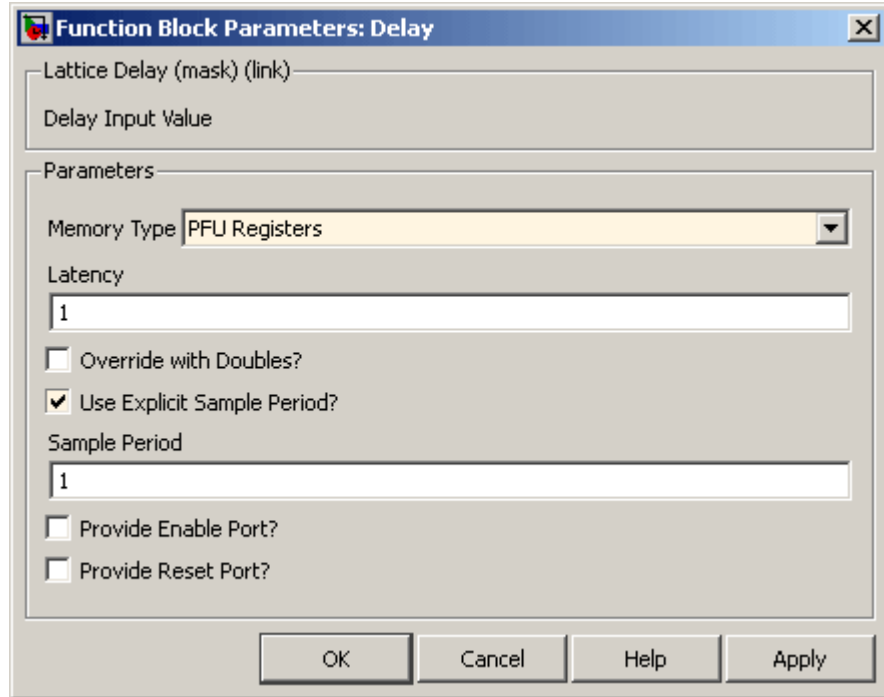 Function Block Parameters: Delay
Lattice Delay (mask) (link)
Delay Input Value
Parameters
Memory Type PFU Registers
Latency
1
Override with Doubles?
Use Explicit Sample Period?
Sample Period
1
Provide Enable Port?
Provide Reset Port?
OK Cancel Help Apply